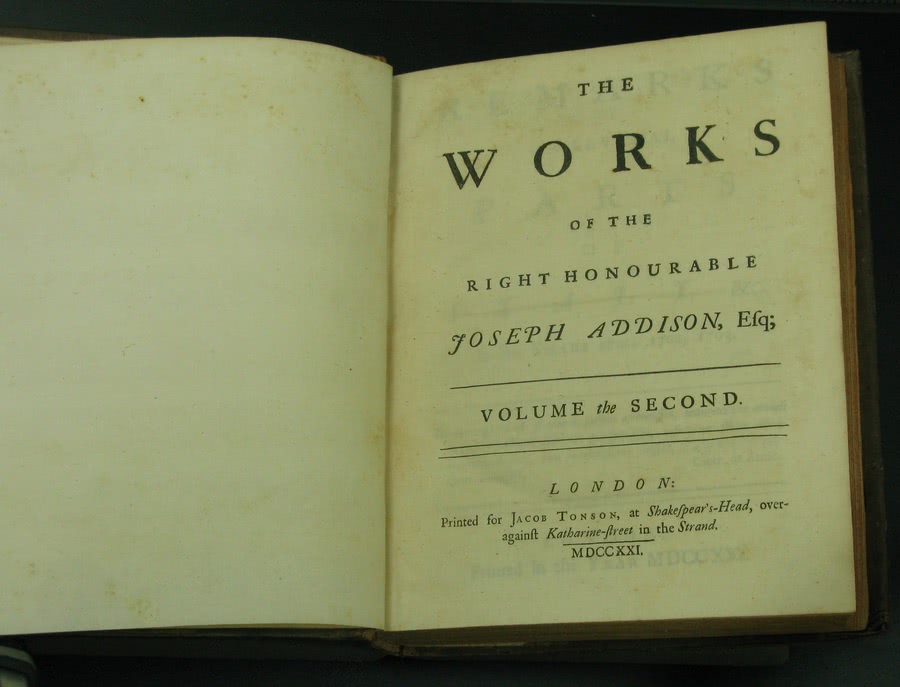 THE
WORKS
OF THE
RIGHT HONOURABLE
JOSEPH ADDISON, Eſq;
VOLUME the SECOND.
LONDON:
Printed for JACOB TONSON, at Shakeſpear's-Head, over-
againſt Katharine-ſtreet in the Strand.
MDCCXXI.